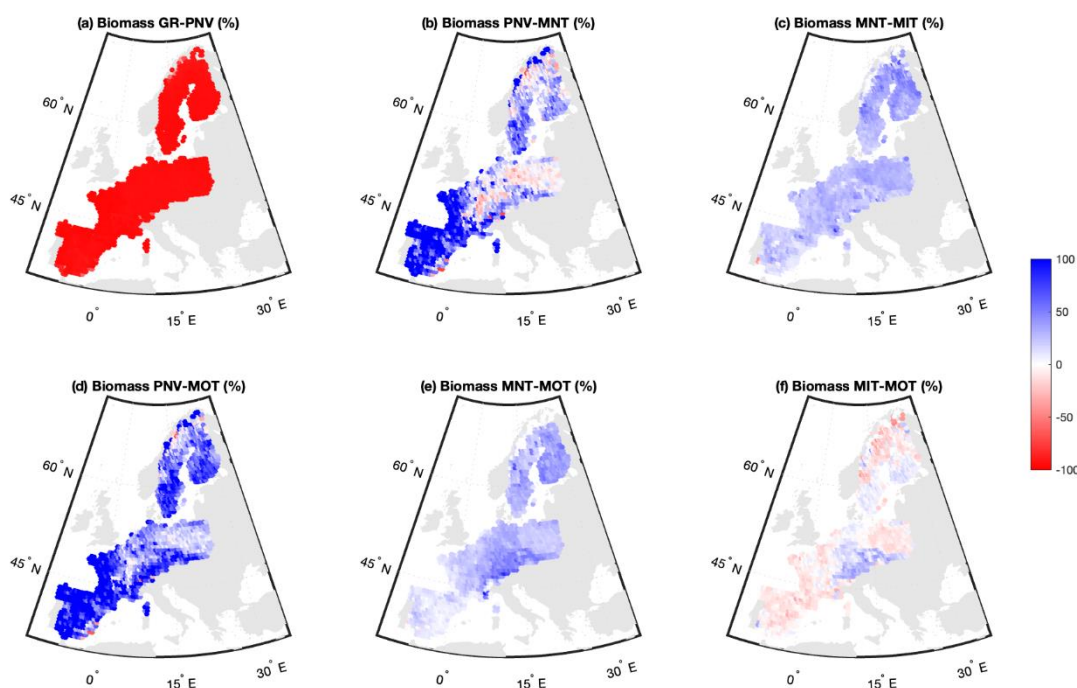 (a) Biomass GR-PNV (%)
(b) Biomass PNV-MNT (%)
(c) Biomass MNT-MIT (%)
60° N
60° N
60° N
45° N
45° N
45° N
0°
15° E
30° E
0°
15° E
30° E
0°
15° E
30° E
100
50
0
-50
-100
(d) Biomass PNV-MOT (%)
(e) Biomass MNT-MOT (%)
(f) Biomass MIT-MOT (%)
60° N
60° N
60° N
45° N
45° N
45° N
0°
15° E
30° E
0°
15° E
30° E
0°
15° E
30° E